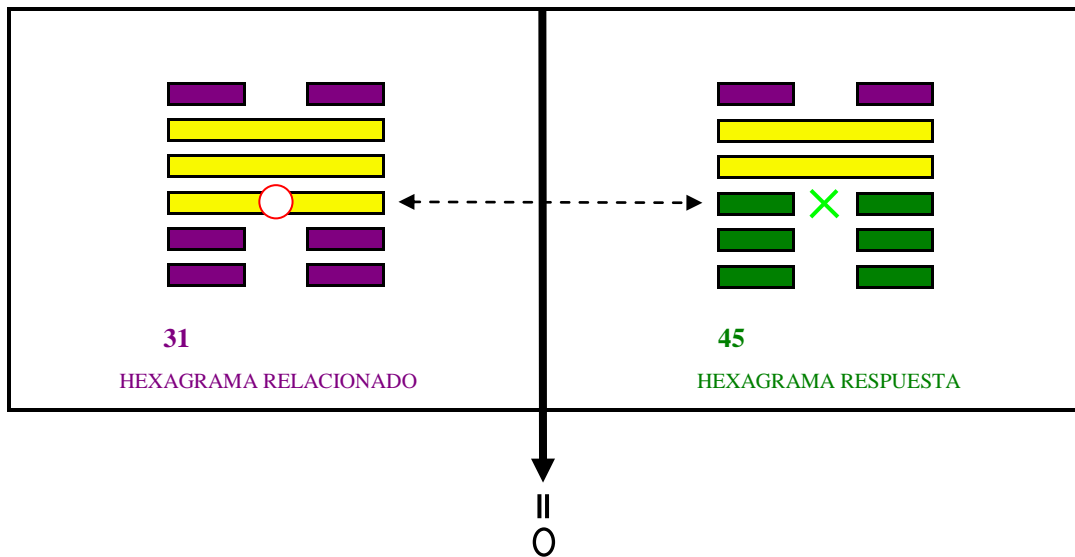 31
HEXAGRAMA RELACIONADO
45
HEXAGRAMA RESPUESTA
=
O